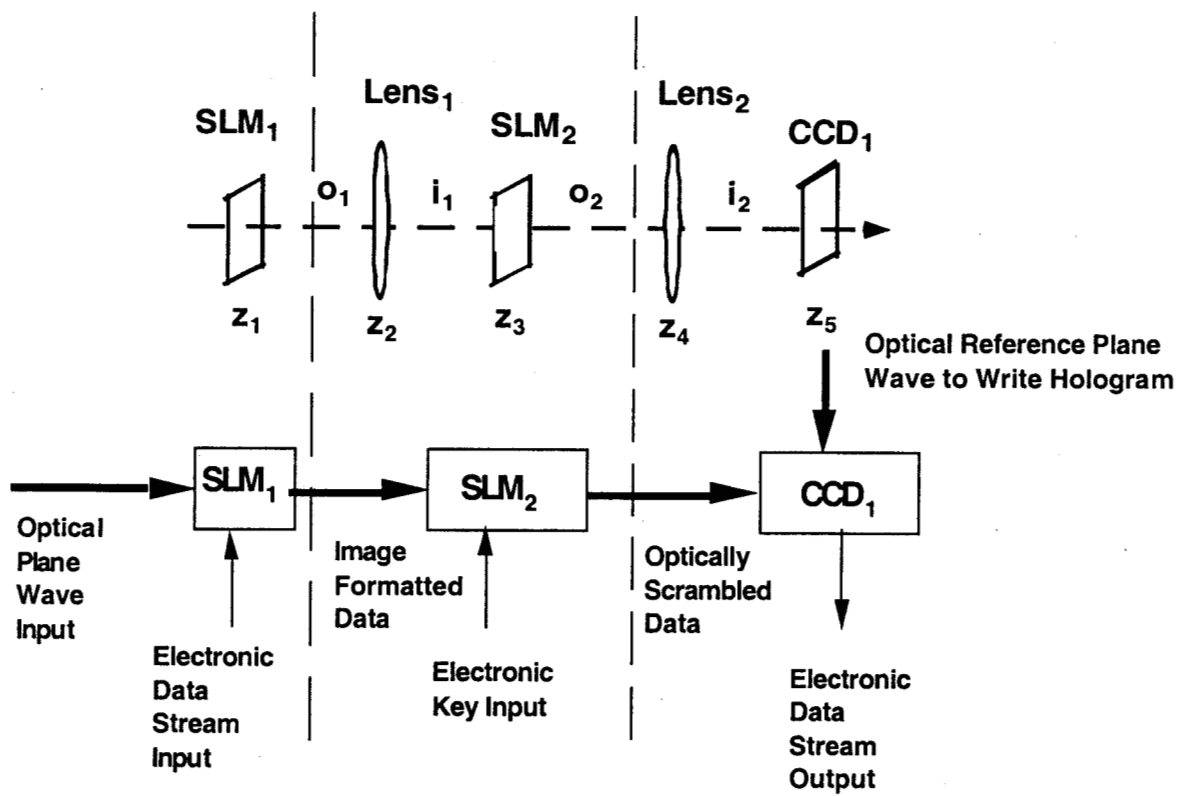 Lens₁
Lens₂
SLM₁
SLM₂
CCD₁
o₁
i₁
o₂
i₂
z₁
z₂
z₃
z₄
z₅
Optical Reference Plane
Wave to Write Hologram
SLM₁
SLM₂
CCD₁
Optical
Plane
Wave
Input
Image
Formatted
Data
Optically
Scrambled
Data
Electronic
Data
Stream
Input
Electronic
Key Input
Electronic
Data
Stream
Output